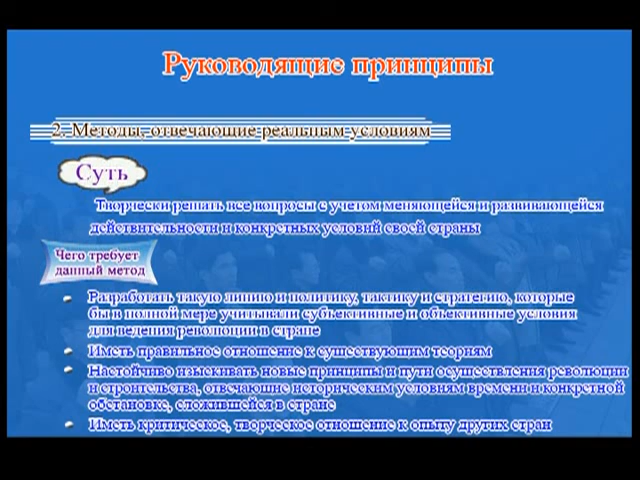 Руководящие принципы
2. Методы, отвечающие реальным условиям
Суть
Творчески решать все вопросы с учетом меняющейся и развивающейся
действительности и конкретных условий своей страны
Чего требует
данный метод
Разработать такую линию и политику, тактику и стратегию, которые
бы в полной мере учитывали субъективные и объективные условия
для ведения революции в стране
Иметь правильное отношение к существующим теориям
Настойчиво изыскивать новые принципы и пути осуществления революции
и строительства, отвечающие историческим условиям времени и конкретной
обстановке, сложившейся в стране
Иметь критическое, творческое отношение к опыту других стран